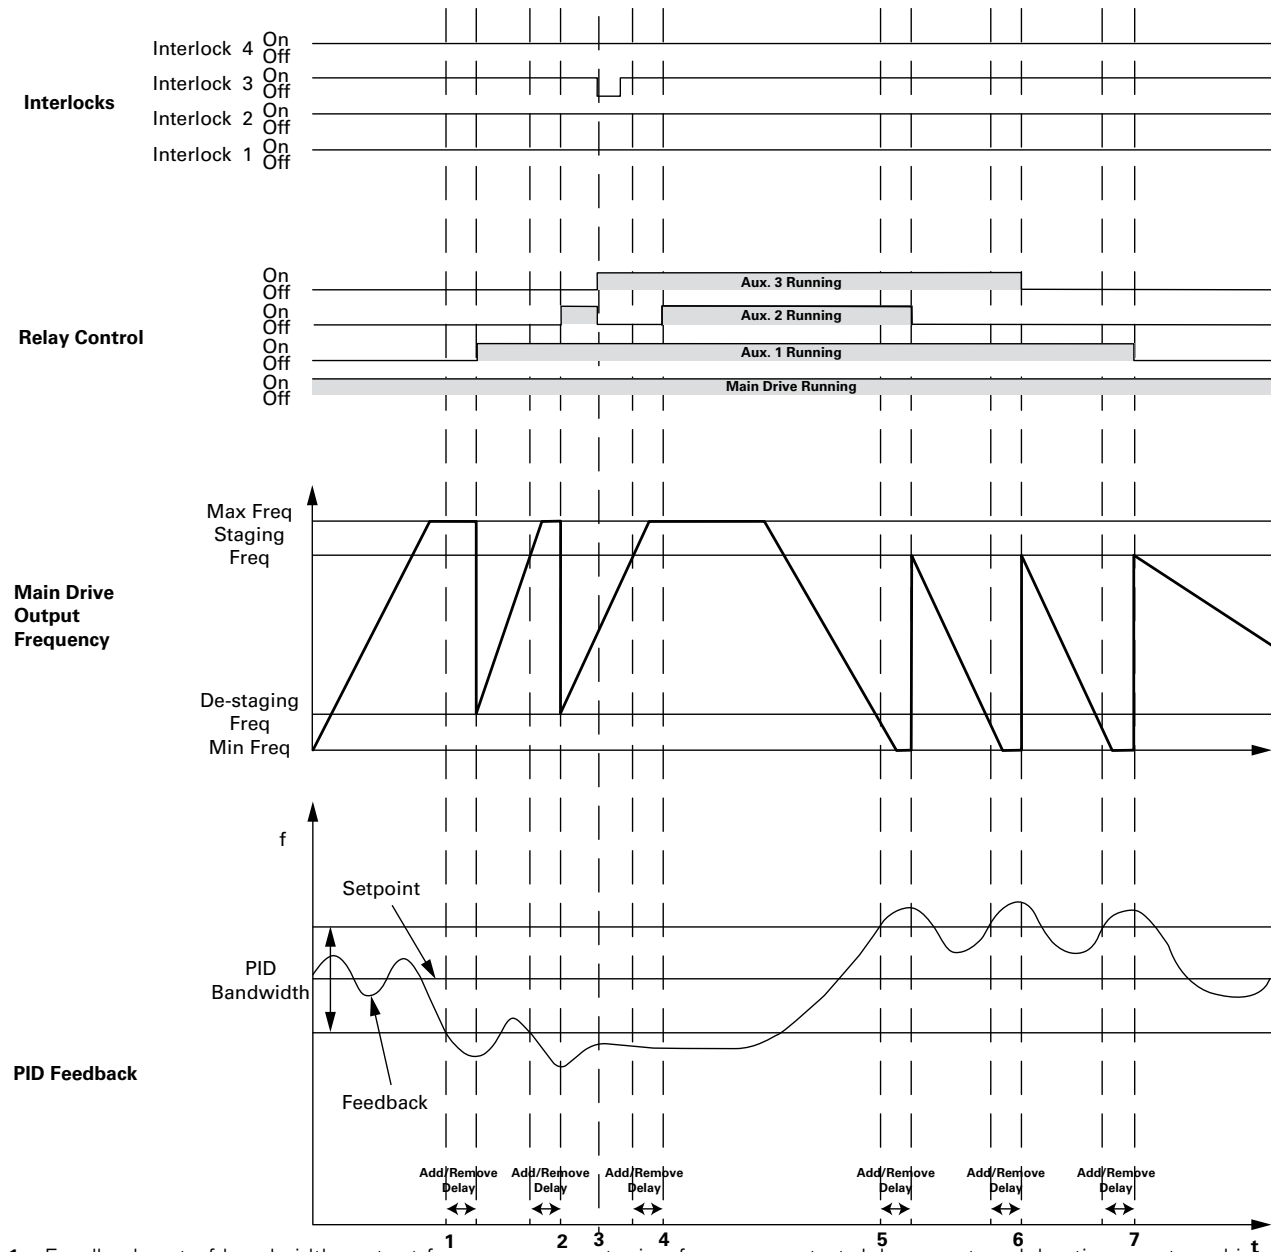 Interlocks
Interlock 4 On
Off
Interlock 3 On
Off
Interlock 2 On
Off
Interlock 1 On
Off
Relay Control
On
Off
Aux. 3 Running
On
Off
Aux. 2 Running
On
Off
Aux. 1 Running
On
Off
Main Drive Running
Main Drive
Output
Frequency
Max Freq
Staging
Freq
De-staging
Freq
Min Freq
PID Feedback
f
Setpoint
PID
Bandwidth
Feedback
Add/Remove
Delay
Add/Remove
Delay
Add/Remove
Delay
Add/Remove
Delay
Add/Remove
Delay
Add/Remove
Delay
1 2 3 4 5 6 7 t